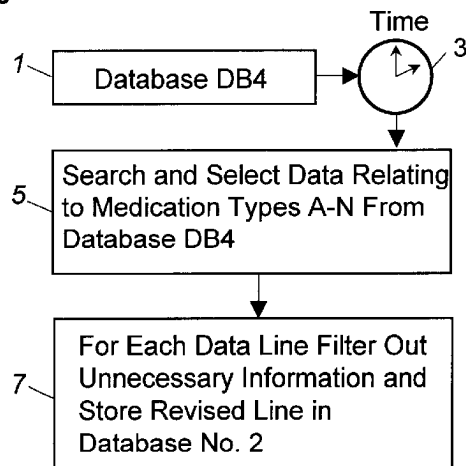 Time
1
Database DB4
3
Search and Select Data Relating
5
to Medication Types A-N From
Database DB4
For Each Data Line Filter Out
Unnecessary Information and
7
Store Revised Line in
Database No. 2